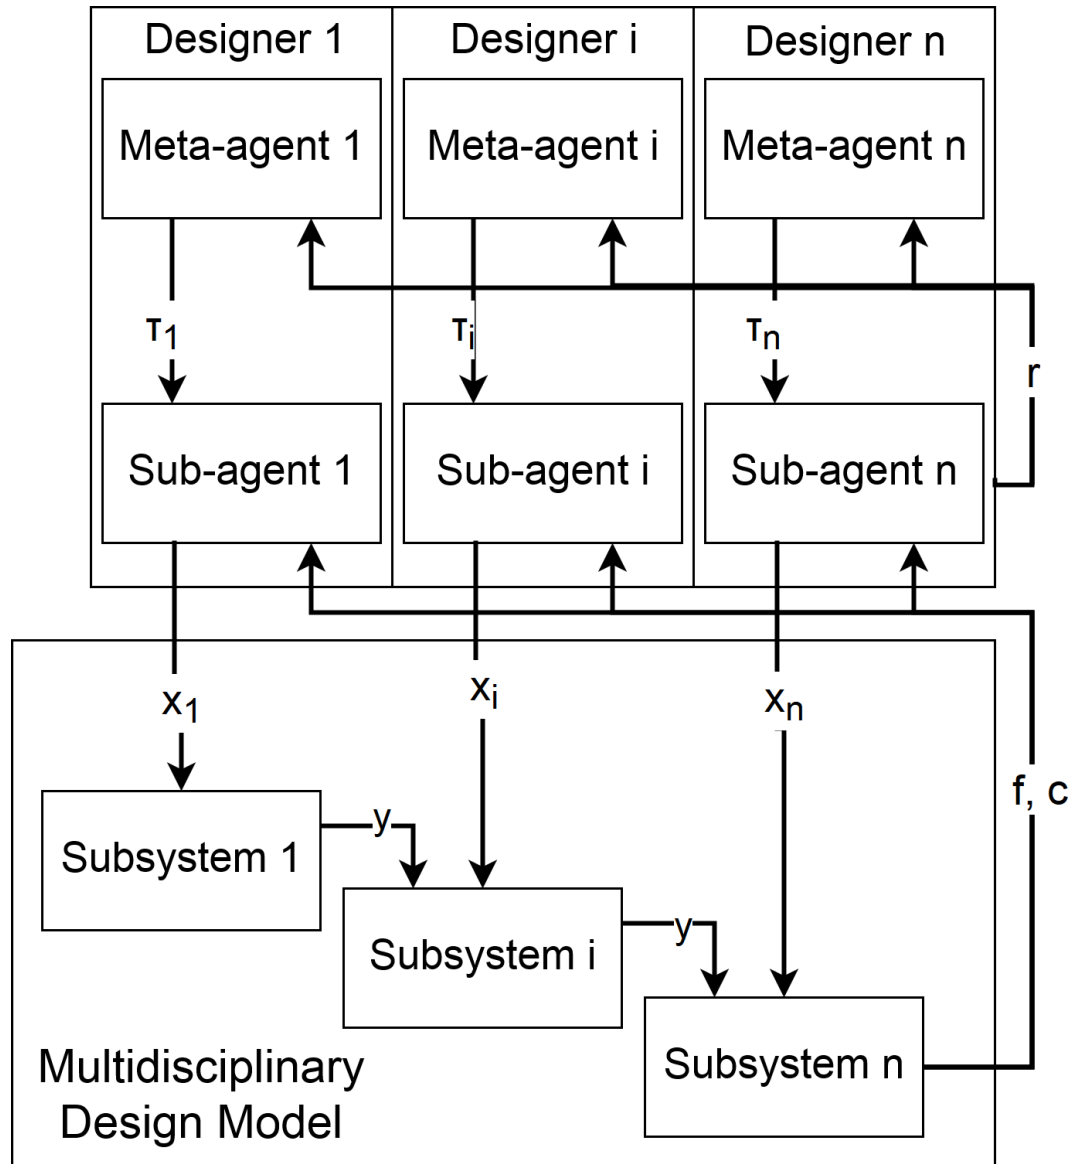 Designer 1
Designer i
Designer n
Meta-agent 1
Meta-agent i
Meta-agent n
τ1
τi
τn
r
Sub-agent 1
Sub-agent i
Sub-agent n
x1
xi
xn
f, c
y
Subsystem 1
y
Subsystem i
Subsystem n
Multidisciplinary
Design Model